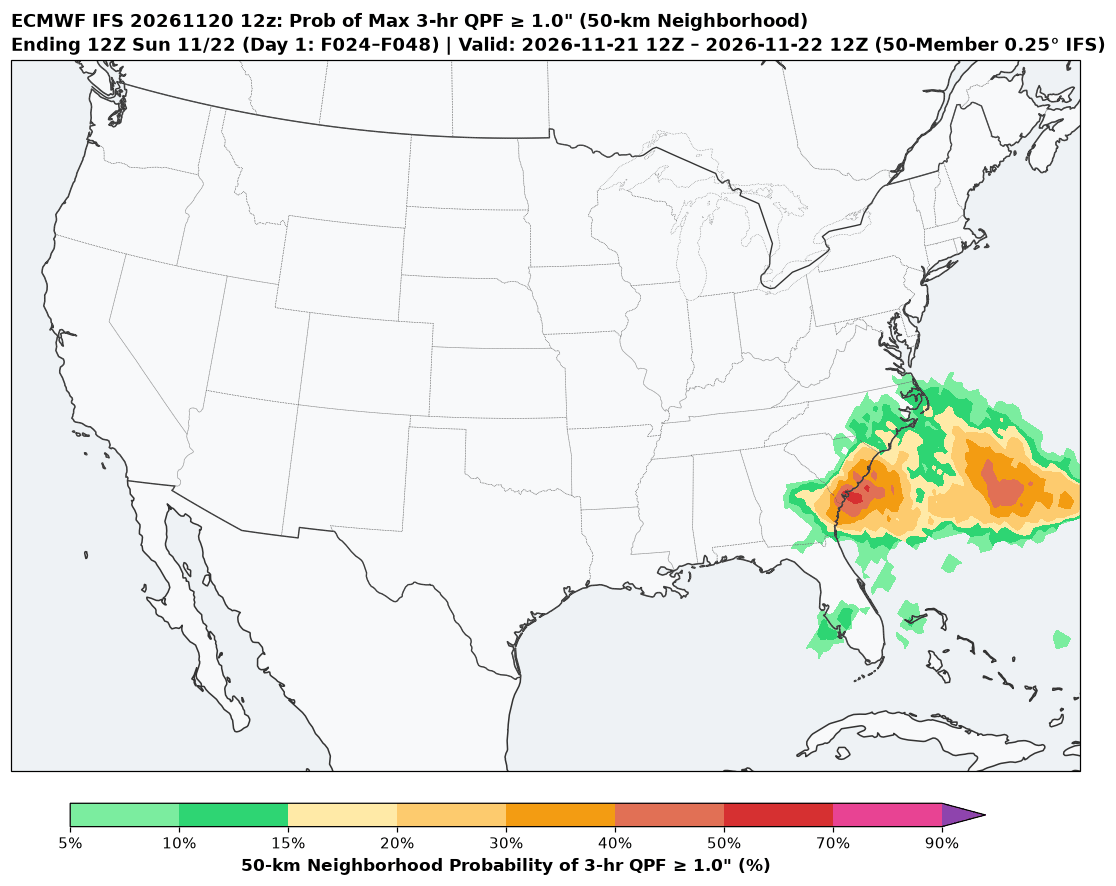 ECMWF IFS 20261120 12z: Prob of Max 3-hr QPF ≥ 1.0" (50-km Neighborhood)
Ending 12Z Sun 11/22 (Day 1: F024–F048) | Valid: 2026-11-21 12Z – 2026-11-22 12Z (50-Member 0.25° IFS)
5% 10% 15% 20% 30% 40% 50% 70% 90%
50-km Neighborhood Probability of 3-hr QPF ≥ 1.0" (%)